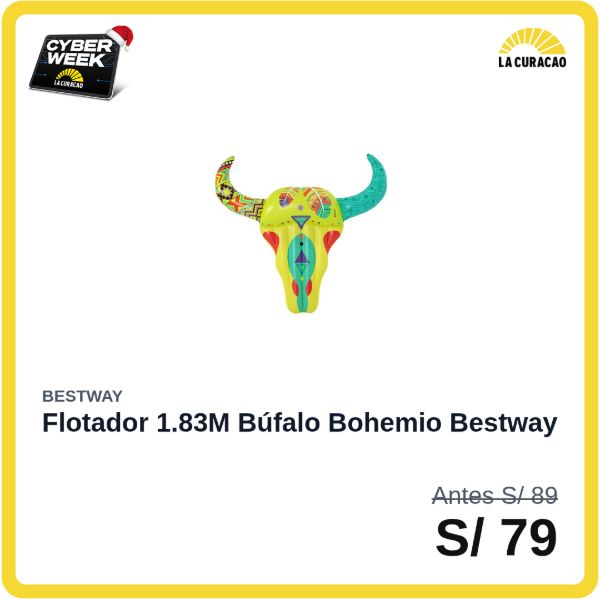 CYBER
WEEK
LA CURACAO
LA CURACAO
BESTWAY
Flotador 1.83M Búfalo Bohemio Bestway
Antes S/ 89
S/ 79